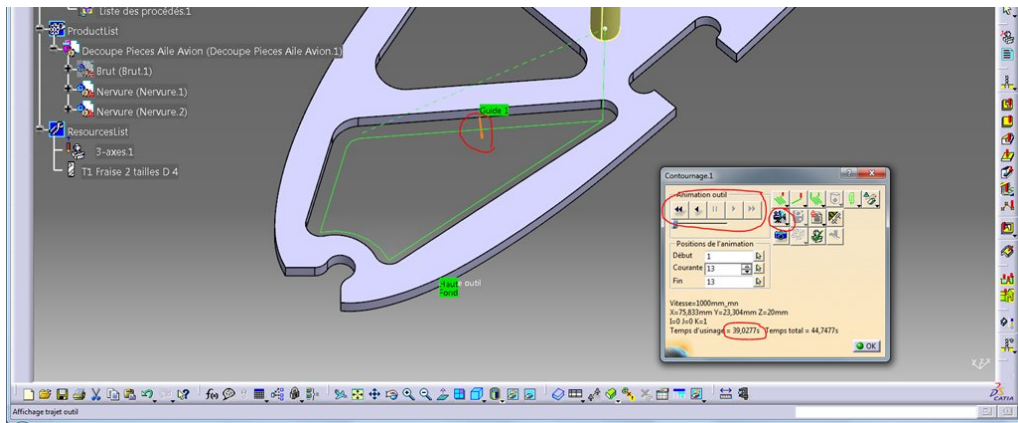 Liste des procédés.1
ProductList
Decoupe Pieces Aile Avion (Decoupe Pieces Aile Avion.1)
Brut (Brut.1)
Nervure (Nervure.1)
Nervure (Nervure.2)
ResourcesList
3-axes.1
T1 Fraise 2 tailles D 4
Guide 1
Haut outil
Fond
Contournage.1
Animation outil
Positions de l'animation
Début 1
Courante 13
Fin 13
Vitesse=1000mm_mn
X=75,833mm Y=23,304mm Z=20mm
I=0 J=0 K=1
Temps d'usinage = 39,0277s Temps total = 44,7477s
OK
CATIA
Affichage trajet outil